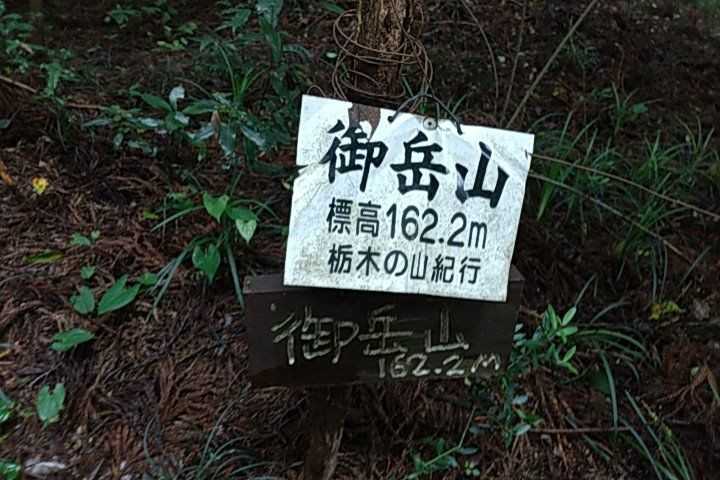 御岳山
標高162.2m
栃木の山紀行
御岳山
162.2m